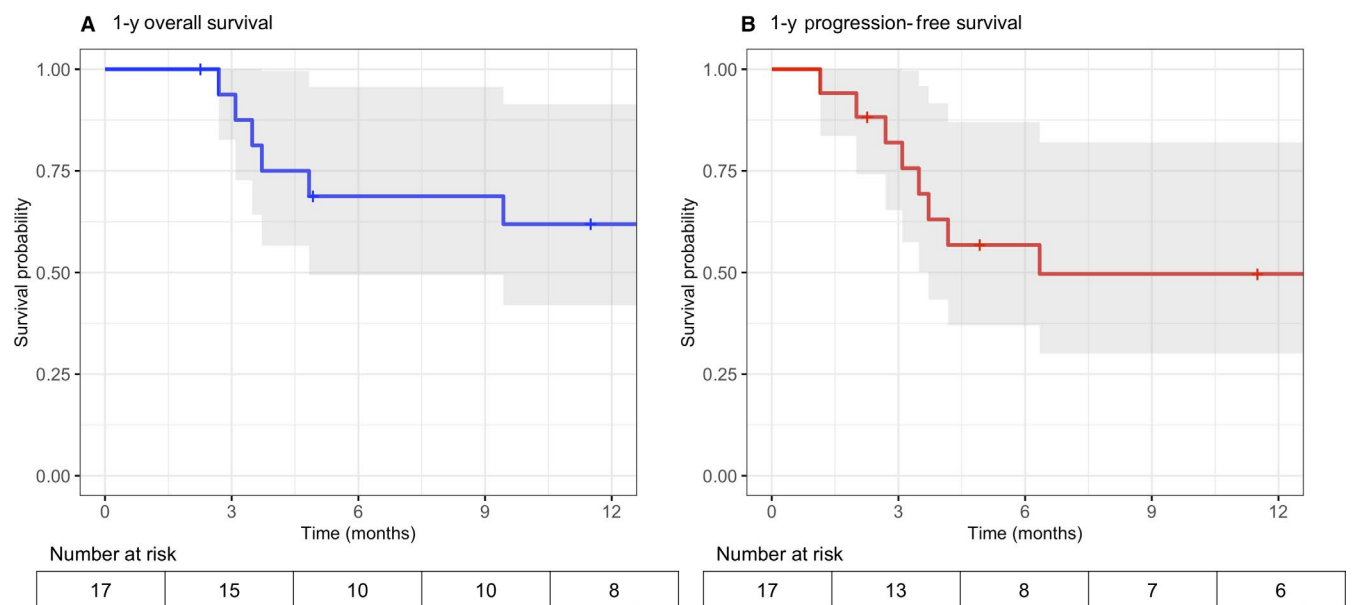 A 1-y overall survival
1.00
0.75
0.50
0.25
0.00
Survival probability
0 3 6 9 12
Time (months)
Number at risk
17 15 10 10 8
B 1-y progression-free survival
1.00
0.75
0.50
0.25
0.00
Survival probability
0 3 6 9 12
Time (months)
Number at risk
17 13 8 7 6